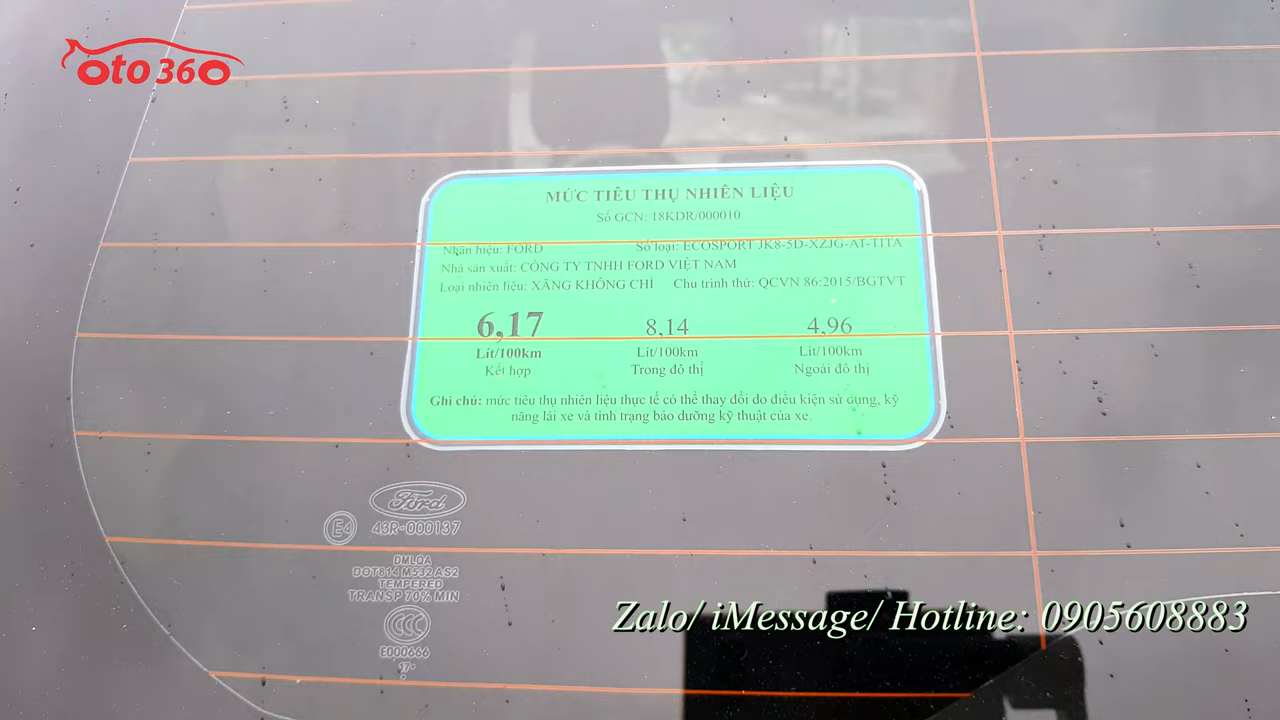 oto360
MỨC TIÊU THỤ NHIÊN LIỆU
Số GCN: 18KDR/000010
Nhãn hiệu: FORD Số loại: ECOSPORT JK8-5D-XZJG-AT-TITA
Nhà sản xuất: CÔNG TY TNHH FORD VIỆT NAM
Loại nhiên liệu: XĂNG KHÔNG CHÌ Chu trình thử: QCVN 86:2015/BGTVT
6,17 8,14 4,96
Lít/100km Lít/100km Lít/100km
Kết hợp Trong đô thị Ngoài đô thị
Ghi chú: mức tiêu thụ nhiên liệu thực tế có thể thay đổi do điều kiện sử dụng, kỹ
năng lái xe và tình trạng bảo dưỡng kỹ thuật của xe.
Ford
E4 43R-000137
DMLQA
DOT814 M532 AS2
TEMPERED
TRANSP 70% MIN
CCC
E000666
17
Zalo/ iMessage/ Hotline: 0905608883